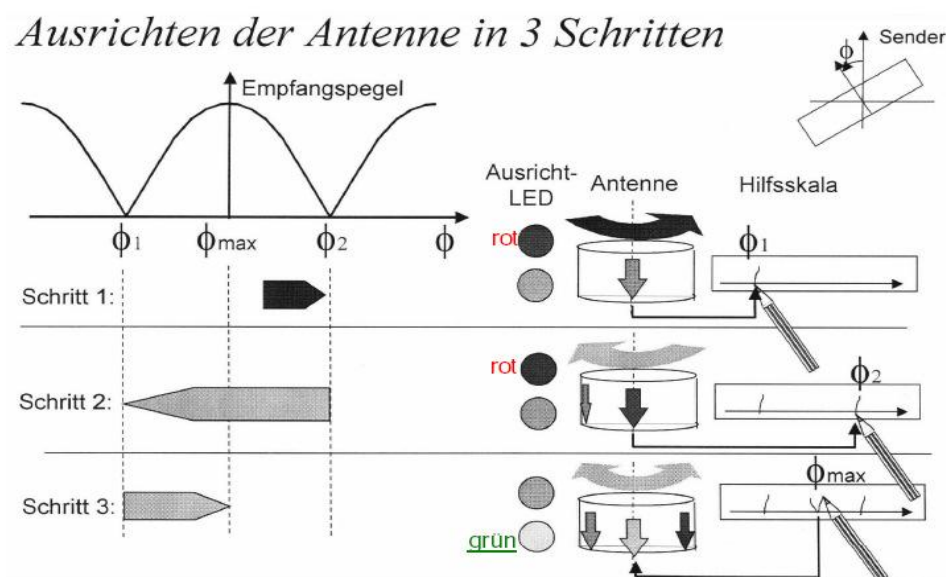 Ausrichten der Antenne in 3 Schritten
ϕ Sender
Empfangspegel
Ausricht-
LED
Antenne
Hilfsskala
ϕ1 ϕmax ϕ2 ϕ
rot
ϕ1
Schritt 1:
rot
ϕ2
Schritt 2:
ϕmax
Schritt 3:
grün